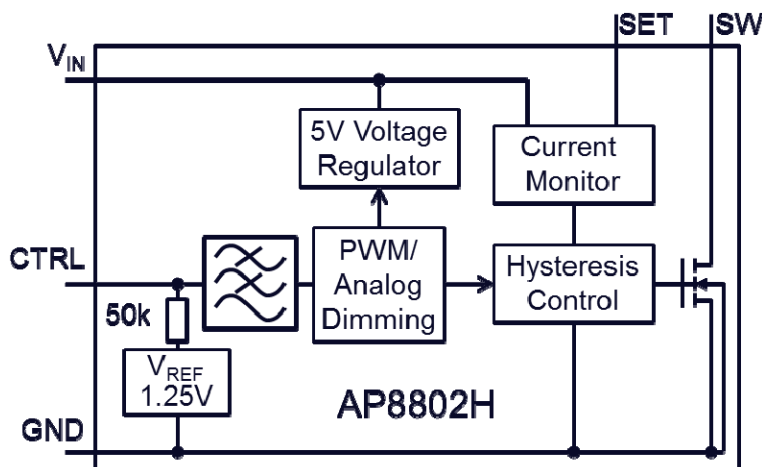 SET SW
VIN
5V Voltage
Regulator
Current
Monitor
CTRL
PWM/
Analog
Dimming
Hysteresis
Control
50k
VREF
1.25V
AP8802H
GND